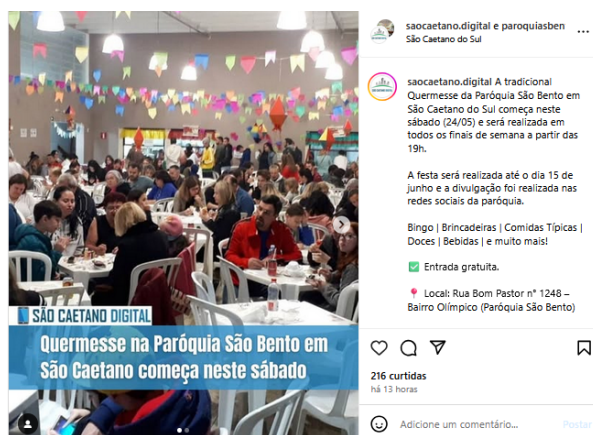 saocaetano.digital e paroquiasben
São Caetano do Sul
saocaetano.digital A tradicional
Quermesse da Paróquia São Bento em
São Caetano do Sul começa neste
sábado (24/05) e será realizada em
todos os finais de semana a partir das
19h.
A festa será realizada até o dia 15 de
junho e a divulgação foi realizada nas
redes sociais da paróquia.
Bingo | Brincadeiras | Comidas Típicas |
Doces | Bebidas | e muito mais!
✅ Entrada gratuita.
📍 Local: Rua Bom Pastor n° 1248 –
Bairro Olímpico (Paróquia São Bento)
SÃO CAETANO DIGITAL
Quermesse na Paróquia São Bento em
São Caetano começa neste sábado
216 curtidas
há 13 horas
Adicione um comentário...
Postar